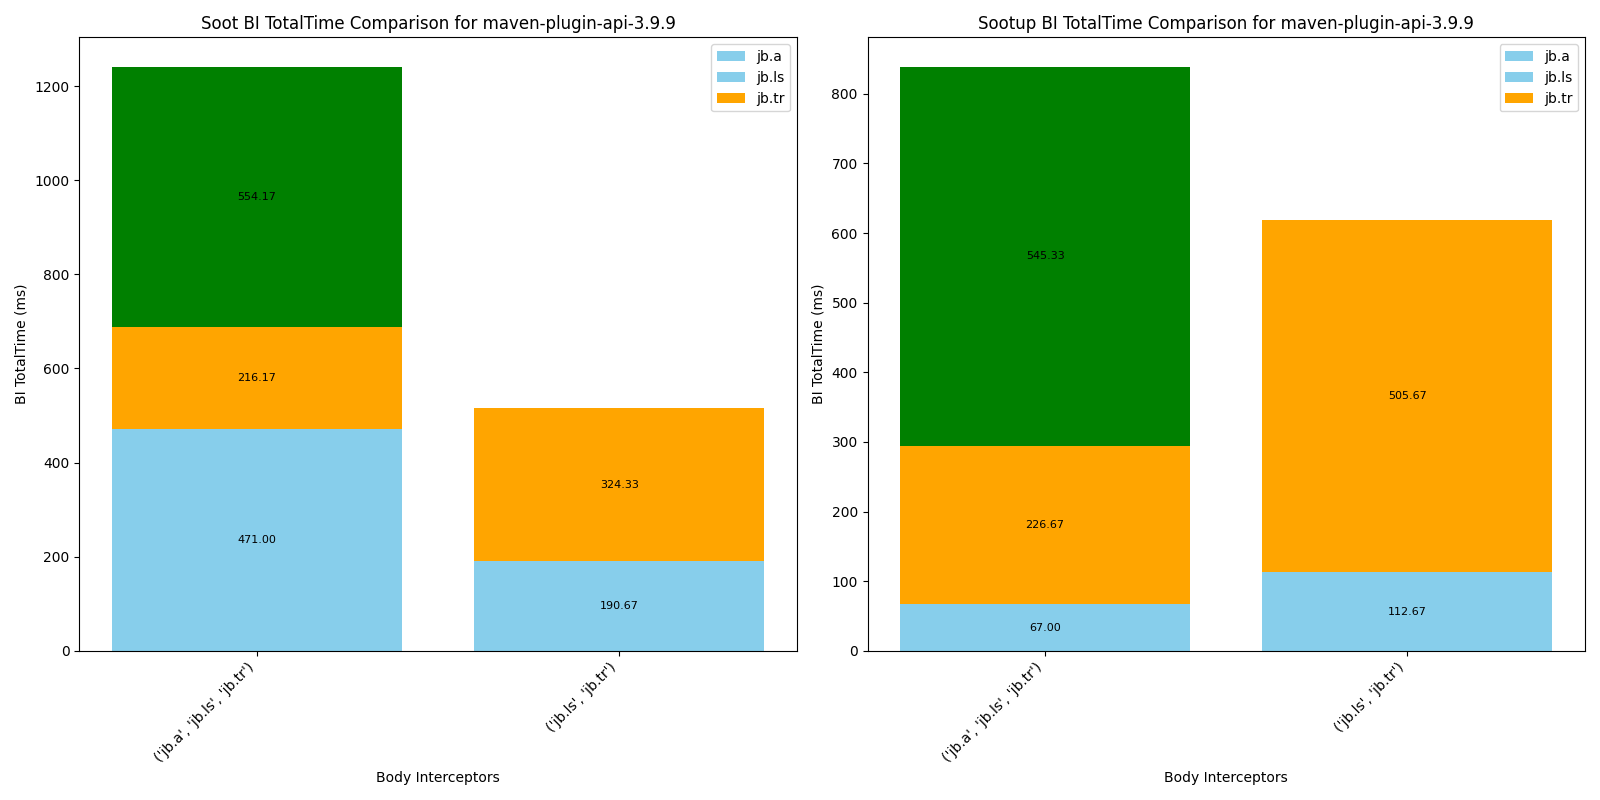 Soot BI TotalTime Comparison for maven-plugin-api-3.9.9
jb.a
jb.ls
jb.tr
BI TotalTime (ms)
1200
1000
800
600
400
200
0
554.17
216.17
471.00
324.33
190.67
('jb.a', 'jb.ls', 'jb.tr')
('jb.ls', 'jb.tr')
Body Interceptors
Sootup BI TotalTime Comparison for maven-plugin-api-3.9.9
jb.a
jb.ls
jb.tr
BI TotalTime (ms)
800
700
600
500
400
300
200
100
0
545.33
226.67
67.00
505.67
112.67
('jb.a', 'jb.ls', 'jb.tr')
('jb.ls', 'jb.tr')
Body Interceptors